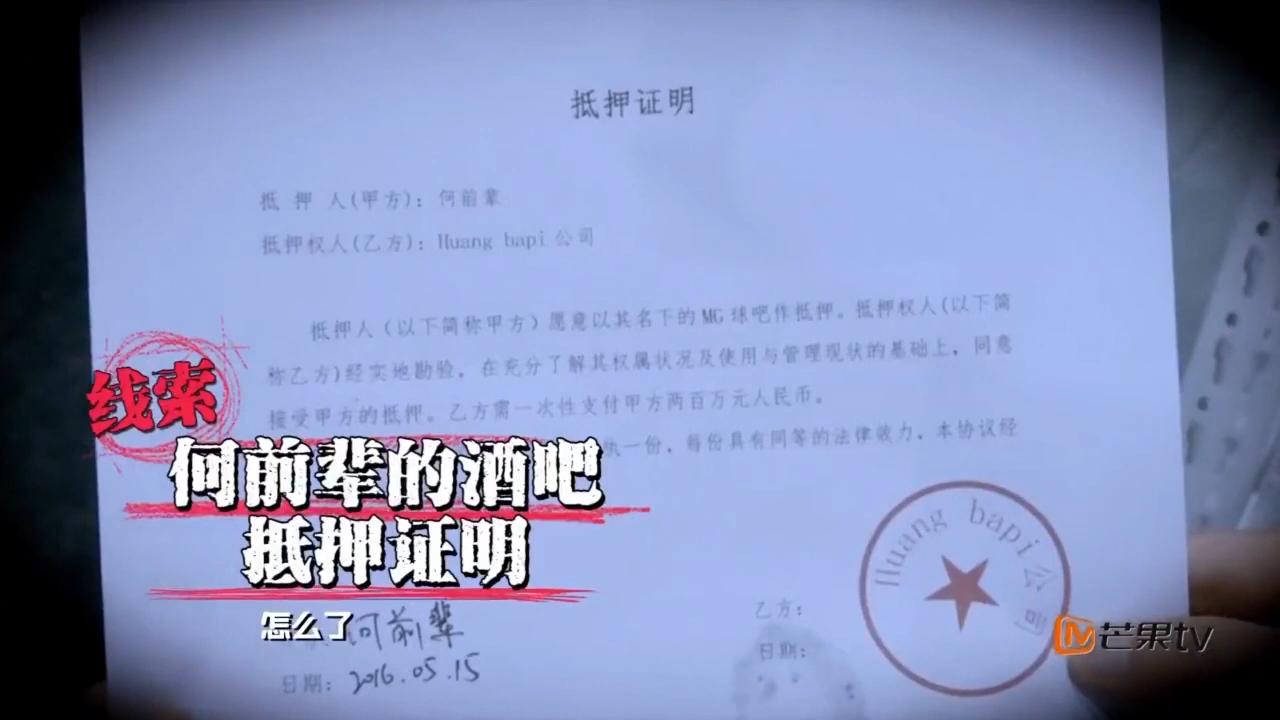 抵押证明
抵 押 人(甲方)：何前辈
抵押权人(乙方)：Huang bapi 公司
抵押人（以下简称甲方）愿意以其名下的MG 球吧作抵押。抵押权人(以下简
称乙方)经实地勘验，在充分了解其权属状况及使用与管理现状的基础上，同意
接受甲方的抵押。乙方需一次性支付甲方两百万元人民币。
执一份，每份具有同等的法律效力，本协议经
线索
何前辈的酒吧
抵押证明
Huang bapi 公司
怎么了
何前辈
乙方：
日期：2016.05.15
日期：
芒果tv